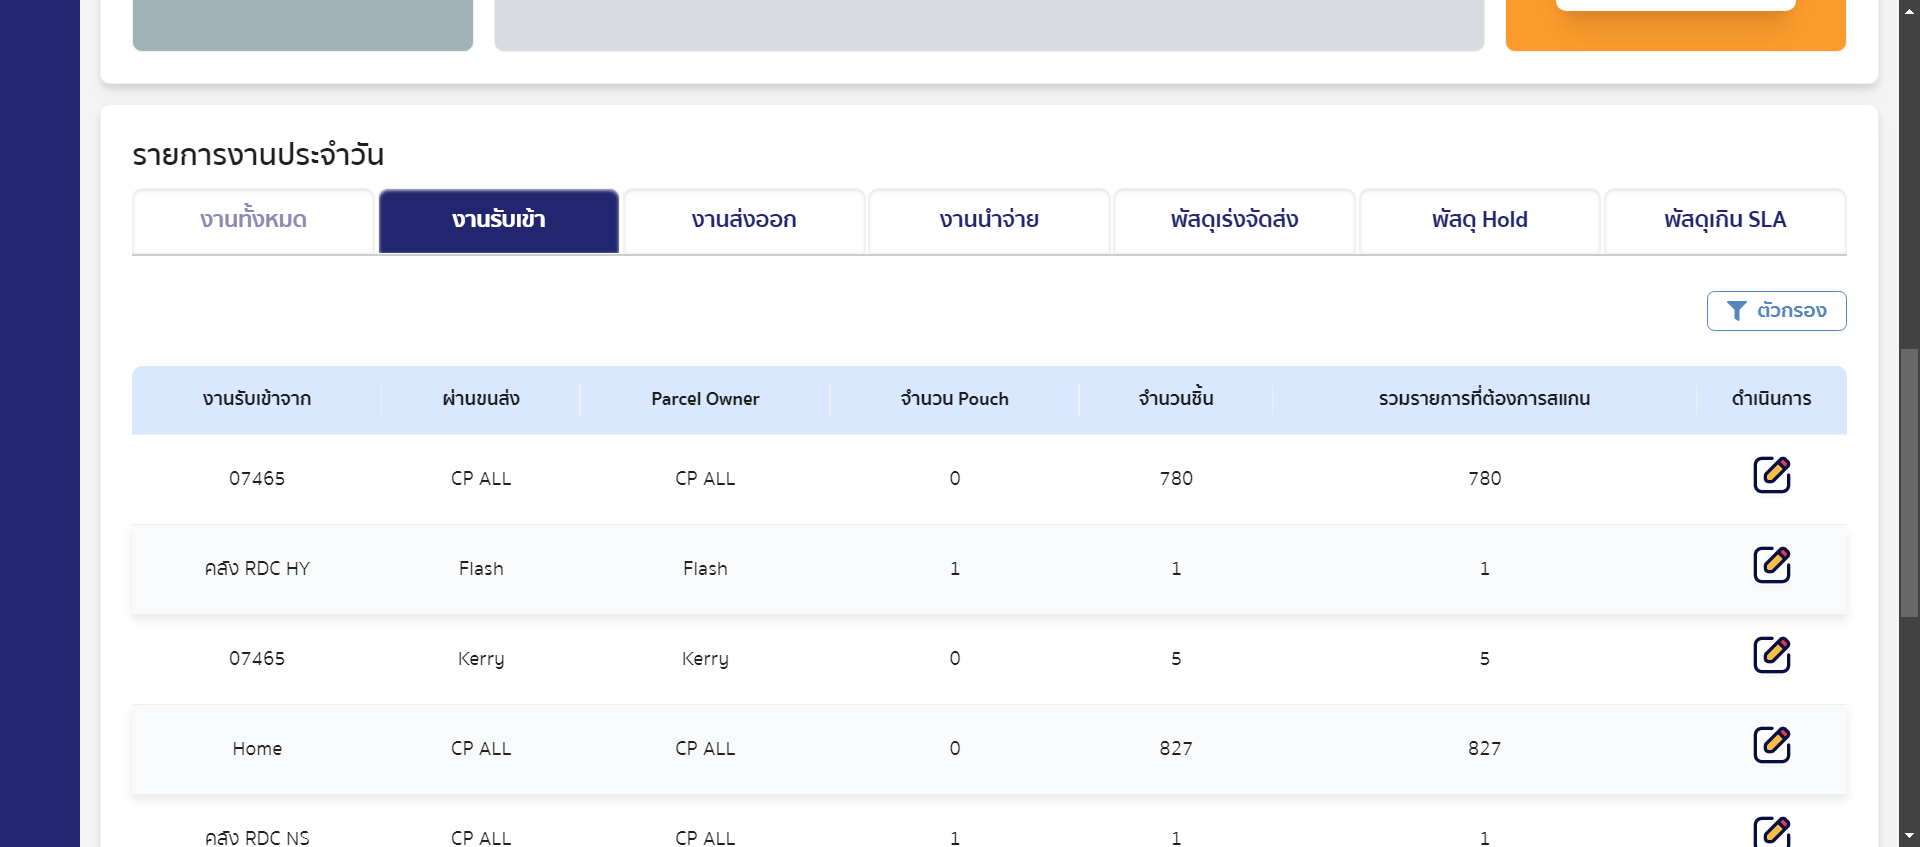 รายการงานประจำวัน
งานทั้งหมด งานรับเข้า งานส่งออก งานนำจ่าย พัสดุเร่งจัดส่ง พัสดุ Hold พัสดุเกิน SLA
ตัวกรอง
งานรับเข้าจาก ผ่านขนส่ง Parcel Owner จำนวน Pouch จำนวนชิ้น รวมรายการที่ต้องการสแกน ดำเนินการ
07465 CP ALL CP ALL 0 780 780
คลัง RDC HY Flash Flash 1 1 1
07465 Kerry Kerry 0 5 5
Home CP ALL CP ALL 0 827 827
คลัง RDC NS CP ALL CP ALL 1 1 1